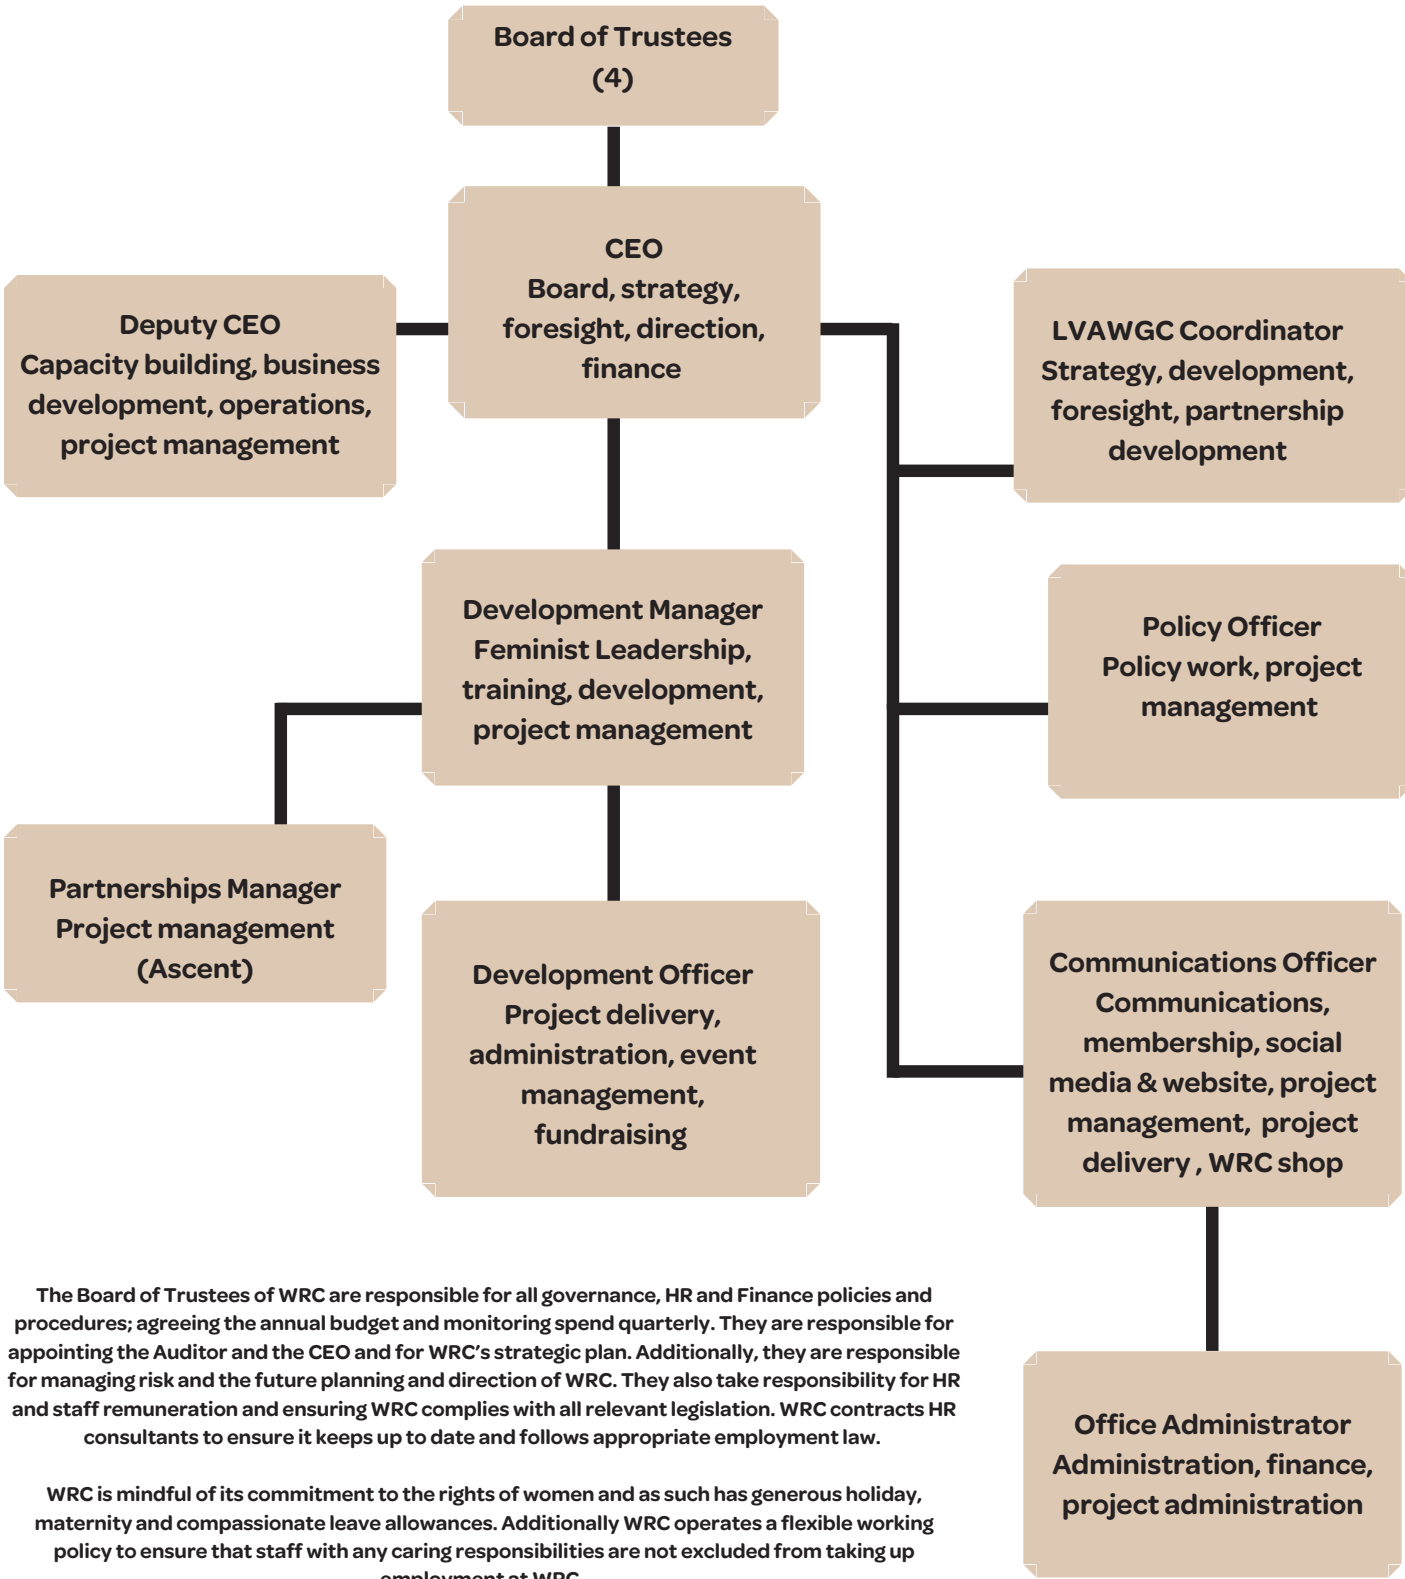 Board of Trustees
(4)
CEO
Board, strategy,
foresight, direction,
finance
Deputy CEO
Capacity building, business
development, operations,
project management
LVAWGC Coordinator
Strategy, development,
foresight, partnership
development
Development Manager
Feminist Leadership,
training, development,
project management
Policy Officer
Policy work, project
management
Partnerships Manager
Project management
(Ascent)
Development Officer
Project delivery,
administration, event
management,
fundraising
Communications Officer
Communications,
membership, social
media & website, project
management, project
delivery , WRC shop
Office Administrator
Administration, finance,
project administration
The Board of Trustees of WRC are responsible for all governance, HR and Finance policies and
procedures; agreeing the annual budget and monitoring spend quarterly. They are responsible for
appointing the Auditor and the CEO and for WRC's strategic plan. Additionally, they are responsible
for managing risk and the future planning and direction of WRC. They also take responsibility for HR
and staff remuneration and ensuring WRC complies with all relevant legislation. WRC contracts HR
consultants to ensure it keeps up to date and follows appropriate employment law.
WRC is mindful of its commitment to the rights of women and as such has generous holiday,
maternity and compassionate leave allowances. Additionally WRC operates a flexible working
policy to ensure that staff with any caring responsibilities are not excluded from taking up
employment at WRC